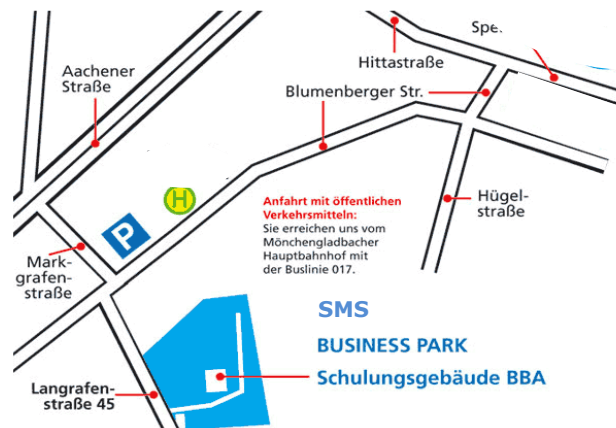 Spe.
Hittastraße
Aachener
Straße
Blumenberger Str.
H
P
Anfahrt mit öffentlichen
Verkehrsmitteln:
Sie erreichen uns vom
Mönchengladbacher
Hauptbahnhof mit
der Buslinie 017.
Hügel-
straße
Mark-
grafen-
straße
SMS
BUSINESS PARK
Schulungsgebäude BBA
Langrafen-
straße 45